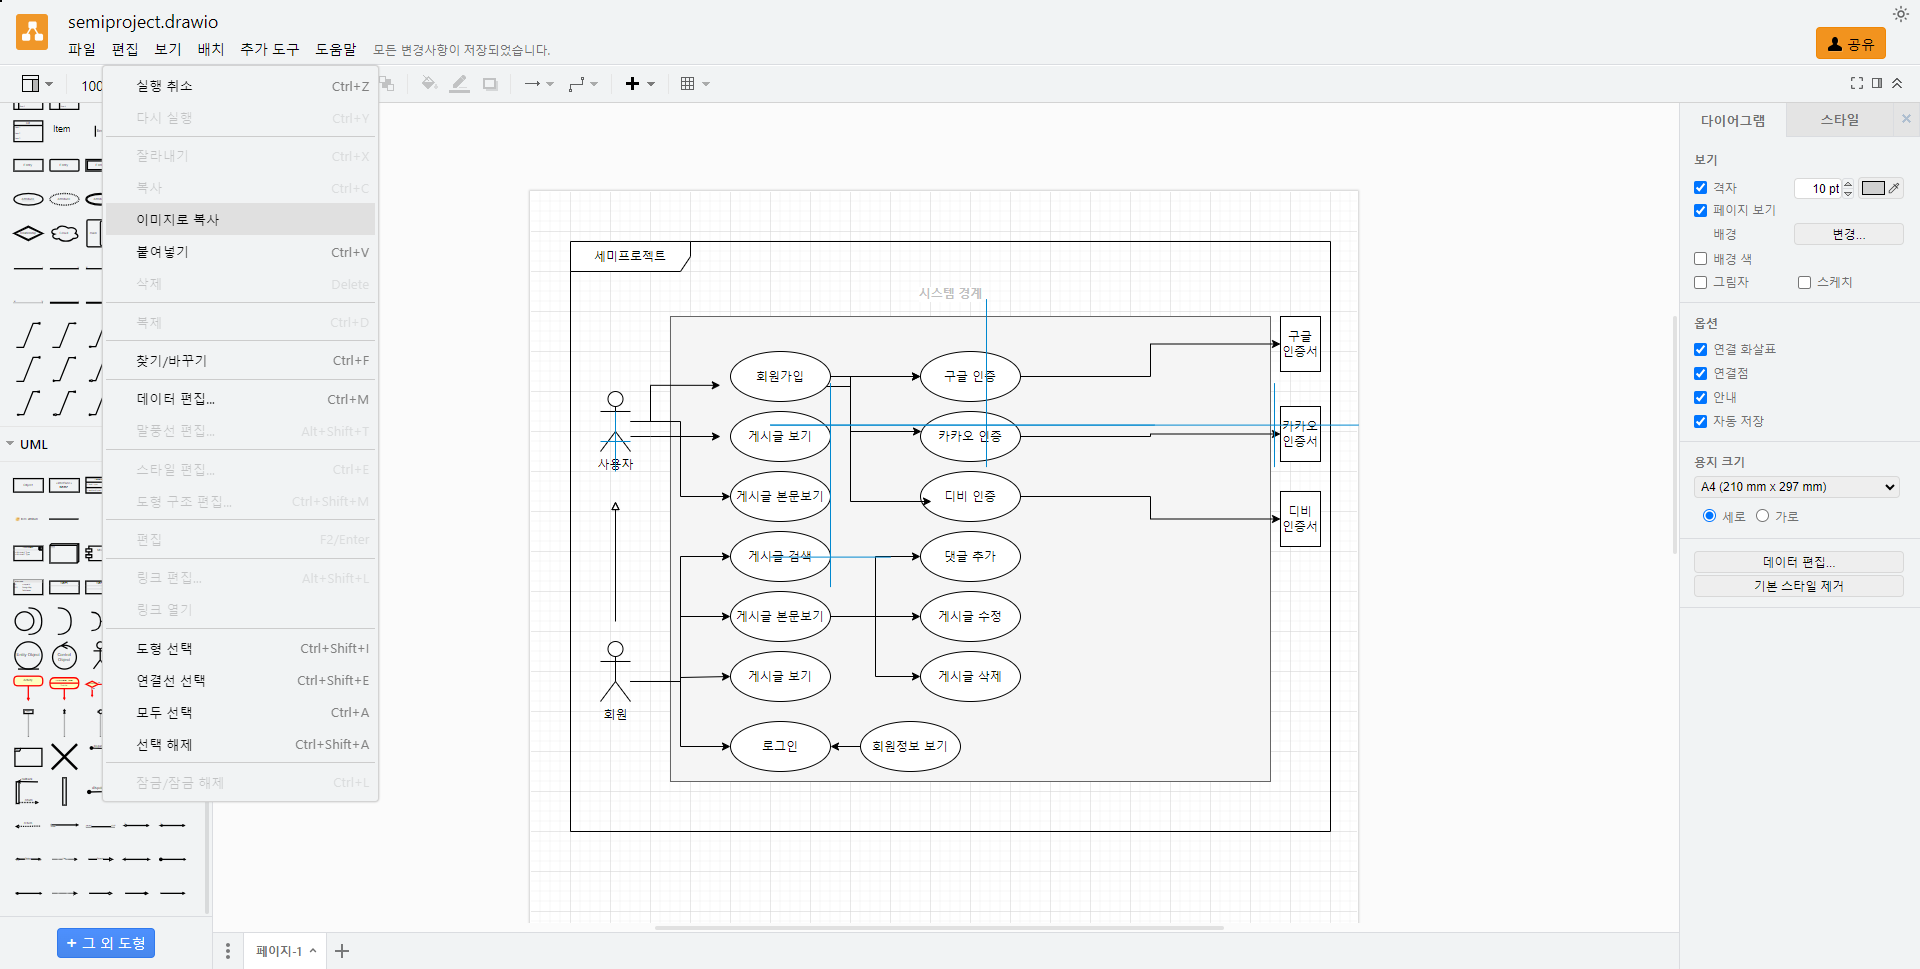 semiproject.drawio
파일 편집 보기 배치 추가 도구 도움말 모든 변경사항이 저장되었습니다.
공유
100
실행 취소 Ctrl+Z
다시 실행 Ctrl+Y
잘라내기 Ctrl+X
복사 Ctrl+C
이미지로 복사
붙여넣기 Ctrl+V
삭제 Delete
복제 Ctrl+D
찾기/바꾸기 Ctrl+F
데이터 편집... Ctrl+M
말풍선 편집... Alt+Shift+T
스타일 편집... Ctrl+E
도형 구조 편집... Ctrl+Shift+M
편집 F2/Enter
링크 편집... Alt+Shift+L
링크 열기
도형 선택 Ctrl+Shift+I
연결선 선택 Ctrl+Shift+E
모두 선택 Ctrl+A
선택 해제 Ctrl+Shift+A
잠금/잠금 해제 Ctrl+L
Item
UML
+ 그 외 도형
세미프로젝트
시스템 경계
구글
인증서
회원가입
구글 인증
게시글 보기
카카오 인증
카카오
인증서
사용자
게시글 본문보기
디비 인증
디비
인증서
게시글 검색
댓글 추가
게시글 본문보기
게시글 수정
게시글 보기
게시글 삭제
회원
로그인
회원정보 보기
페이지-1
다이어그램 스타일
보기
격자 10 pt
페이지 보기
배경 변경...
배경 색
그림자 스케치
옵션
연결 화살표
연결점
안내
자동 저장
용지 크기
A4 (210 mm x 297 mm)
세로 가로
데이터 편집...
기본 스타일 제거